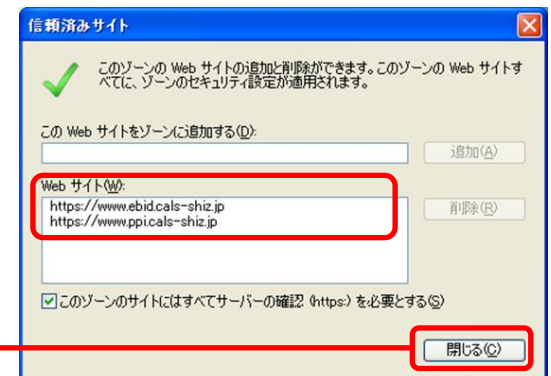 信頼済みサイト
このゾーンの Web サイトの追加と削除ができます。このゾーンの Web サイトす
べてに、ゾーンのセキュリティ設定が適用されます。
この Web サイトをゾーンに追加する(D):
追加(A)
Web サイト(W):
https://www.ebid.cals-shiz.jp
https://www.ppi.cals-shiz.jp
削除(R)
このゾーンのサイトにはすべてサーバーの確認 (https:) を必要とする(S)
閉じる(C)